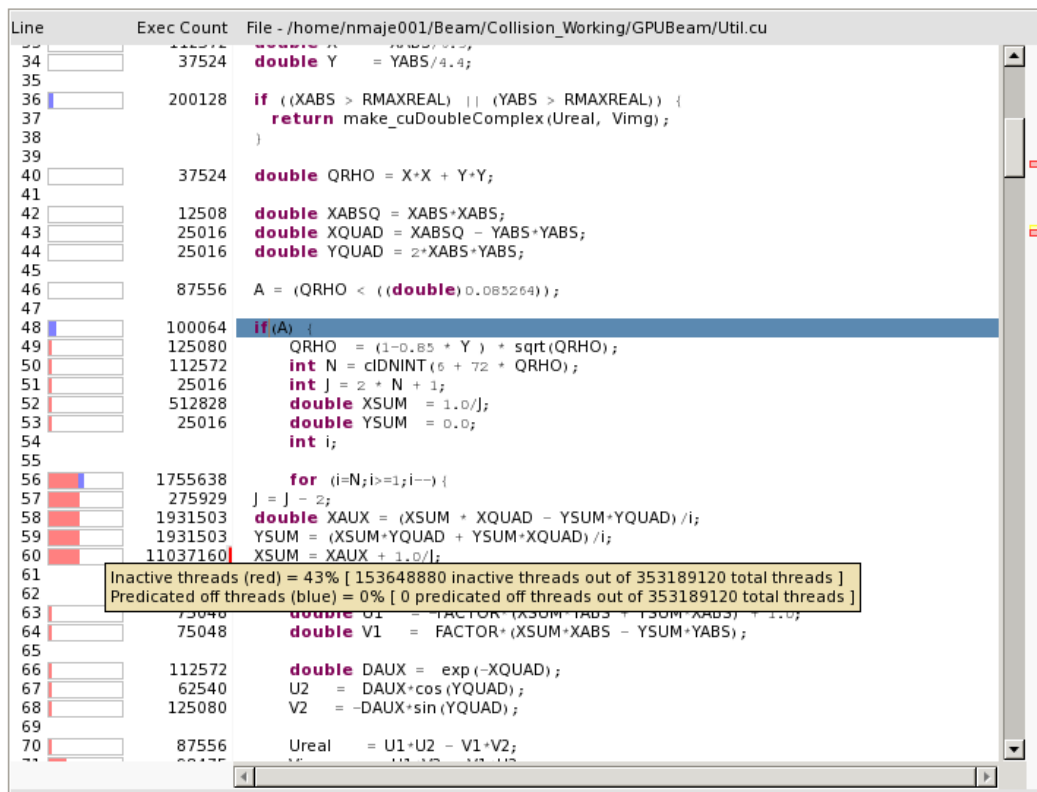 Line Exec Count File - /home/nmaje001/Beam/Collision_Working/GPUBeam/Util.cu
34 37524 double Y = YABS/4.4;
35
36 200128 if ((XABS > RMAXREAL) || (YABS > RMAXREAL)) {
37 return make_cuDoubleComplex(Ureal, Vimg);
38 }
39
40 37524 double QRHO = X*X + Y*Y;
41
42 12508 double XABSQ = XABS*XABS;
43 25016 double XQUAD = XABSQ - YABS*YABS;
44 25016 double YQUAD = 2*XABS*YABS;
45
46 87556 A = (QRHO < ((double)0.085264));
47
48 100064 if(A) {
49 125080 QRHO = (1-0.85 * Y ) * sqrt(QRHO);
50 112572 int N = cIDNINT(6 + 72 * QRHO);
51 25016 int J = 2 * N + 1;
52 512828 double XSUM = 1.0/J;
53 25016 double YSUM = 0.0;
54 int i;
55
56 1755638 for (i=N;i>=1;i--){
57 275929 J = J - 2;
58 1931503 double XAUX = (XSUM * XQUAD - YSUM*YQUAD)/i;
59 1931503 YSUM = (XSUM*YQUAD + YSUM*XQUAD)/i;
60 11037160 XSUM = XAUX + 1.0/J;
61
Inactive threads (red) = 43% [ 153648880 inactive threads out of 353189120 total threads ]
62
Predicated off threads (blue) = 0% [ 0 predicated off threads out of 353189120 total threads ]
63 75048 double U1 = -FACTOR*(XSUM*YABS + YSUM*XABS) + 1.0;
64 75048 double V1 = FACTOR*(XSUM*XABS - YSUM*YABS);
65
66 112572 double DAUX = exp(-XQUAD);
67 62540 U2 = DAUX*cos(YQUAD);
68 125080 V2 = -DAUX*sin(YQUAD);
69
70 87556 Ureal = U1*U2 - V1*V2;